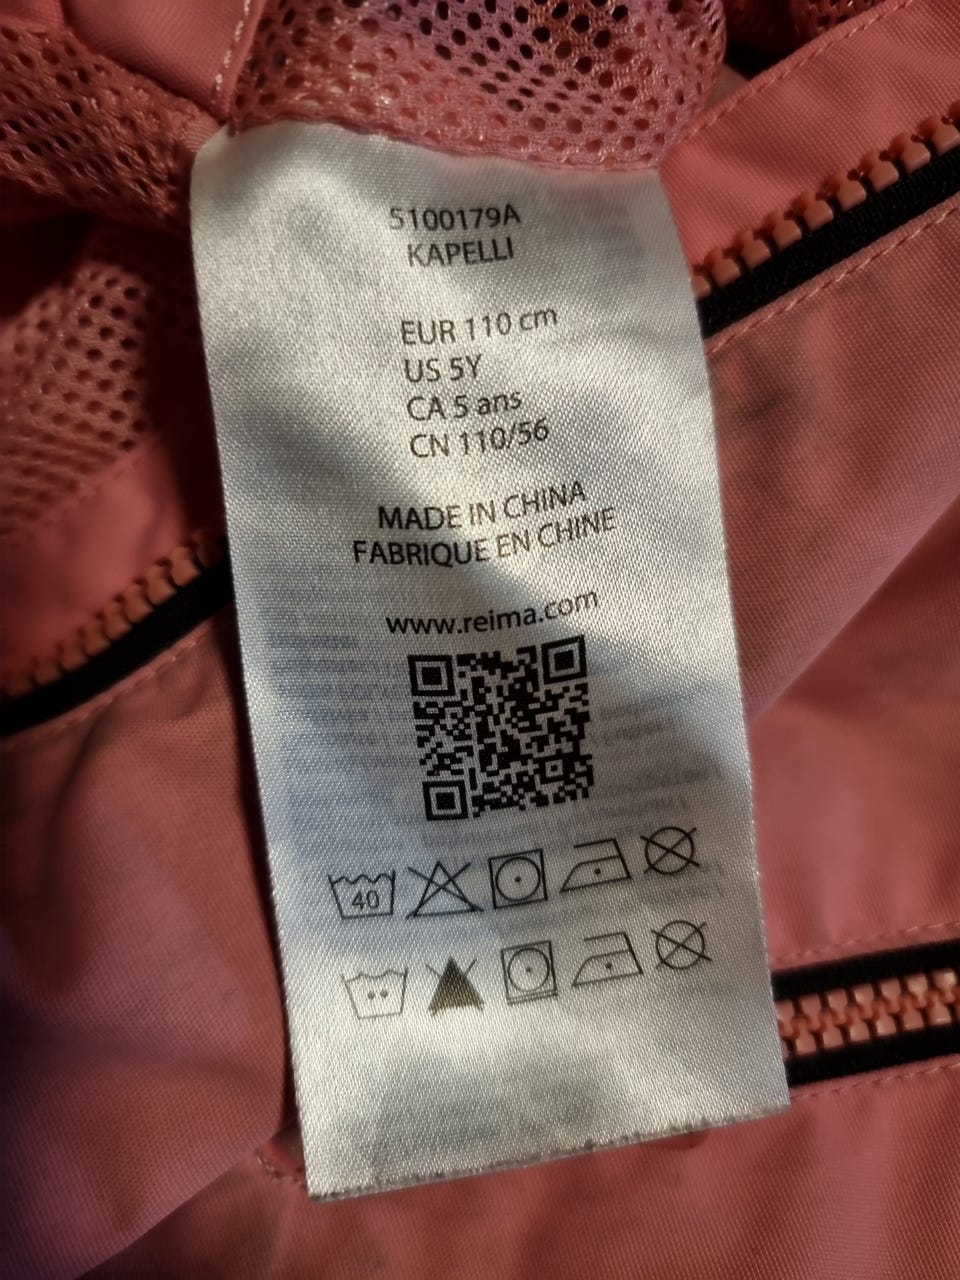 5100179A
KAPELLI
EUR 110 cm
US 5Y
CA 5 ans
CN 110/56
MADE IN CHINA
FABRIQUE EN CHINE
www.reima.com
40